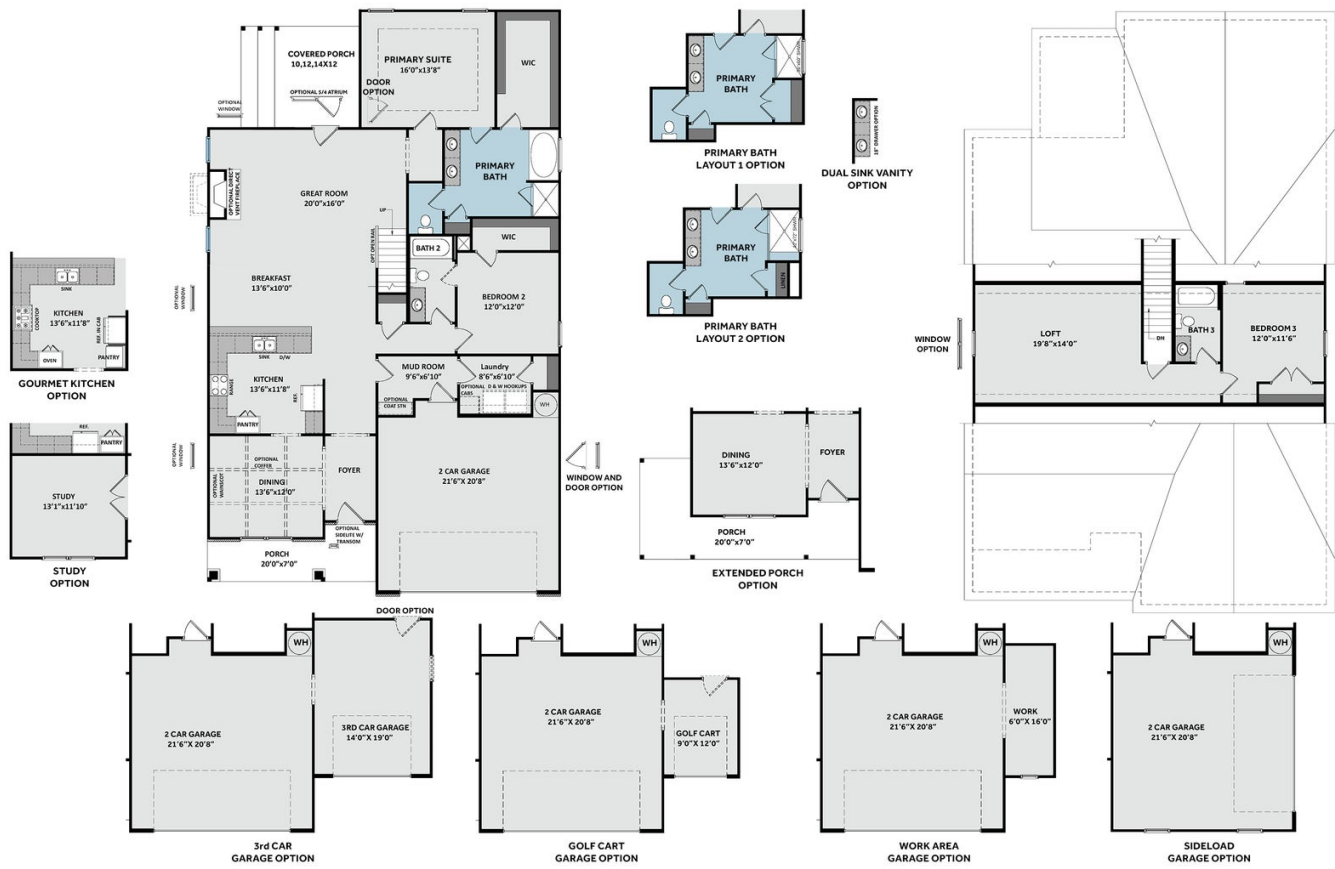 COVERED PORCH
10,12,14X12
OPTIONAL 3/4 ATRIUM
OPTIONAL
WINDOW
PRIMARY SUITE
16'0"x13'8"
DOOR
OPTION
WIC
PRIMARY
BATH
OPTIONAL DIRECT
VENT FIREPLACE
GREAT ROOM
20'0"x16'0"
UP
OPT OPEN RAIL
BATH 2
WIC
BREAKFAST
13'6"x10'0"
OPTIONAL
WINDOW
BEDROOM 2
12'0"x12'0"
SINK
D/W
RANGE
KITCHEN
13'6"x11'8"
REF.
PANTRY
MUD ROOM
9'6"x6'10"
OPTIONAL
COAT STN
Laundry
8'6"x6'10"
OPTIONAL
CABS
D & W HOOKUPS
WH
OPTIONAL
WINDOW
OPTIONAL
COFFER
OPTIONAL
WAINSCOT
DINING
13'6"x12'0"
FOYER
2 CAR GARAGE
21'6"X 20'8"
OPTIONAL
SIDELITE W/
TRANSOM
PORCH
20'0"x7'0"
WINDOW AND
DOOR OPTION
SINK
COOKTOP
KITCHEN
13'6"x11'8"
REF. IN CAB
OVEN
PANTRY
GOURMET KITCHEN
OPTION
REF.
PANTRY
STUDY
13'1"x11'10"
STUDY
OPTION
PRIMARY
BATH
PRIMARY BATH
LAYOUT 1 OPTION
18" DRAWER OPTION
DUAL SINK VANITY
OPTION
PRIMARY
BATH
LINEN
PRIMARY BATH
LAYOUT 2 OPTION
DINING
13'6"x12'0"
FOYER
PORCH
20'0"x7'0"
EXTENDED PORCH
OPTION
WINDOW
OPTION
LOFT
19'8"x14'0"
DN
BATH 3
BEDROOM 3
12'0"x11'6"
DOOR OPTION
WH
2 CAR GARAGE
21'6"X 20'8"
3RD CAR GARAGE
14'0"X 19'0"
3rd CAR
GARAGE OPTION
WH
2 CAR GARAGE
21'6"X 20'8"
GOLF CART
9'0"X 12'0"
GOLF CART
GARAGE OPTION
WH
2 CAR GARAGE
21'6"X 20'8"
WORK
6'0"X 16'0"
WORK AREA
GARAGE OPTION
WH
2 CAR GARAGE
21'6"X 20'8"
SIDELOAD
GARAGE OPTION